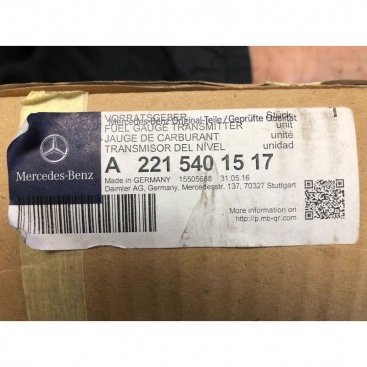 VORRATSGEBER Stück
Mercedes-Benz Original-Teile / Geprüfte Qualität
FUEL GAUGE TRANSMITTER unit
JAUGE DE CARBURANT unité
TRANSMISOR DEL NÍVEL unidad
Mercedes-Benz
A 221 540 15 17
Made in GERMANY 15505688 31.05.16
Daimler AG, Germany, Mercedesstr. 137, 70327 Stuttgart
More information on
http://p.mb-qr.com/